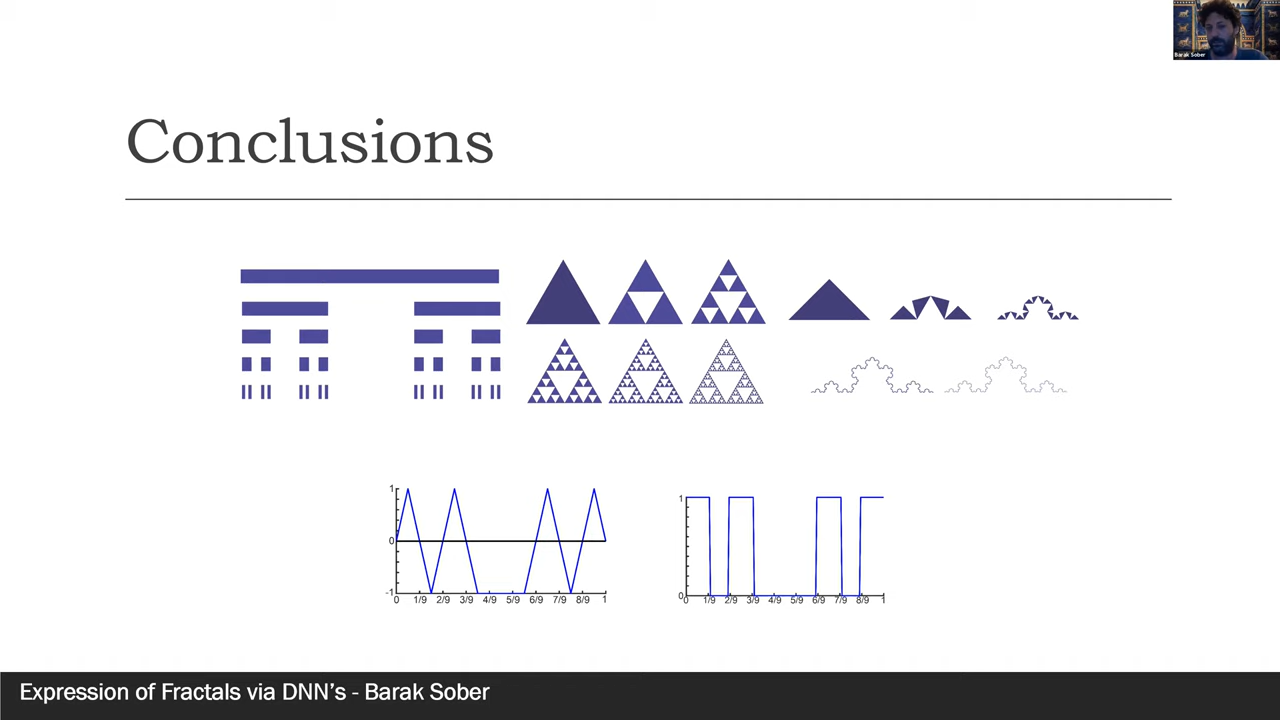 Barak Sober
Conclusions
1
0
-1
0 1/9 2/9 3/9 4/9 5/9 6/9 7/9 8/9 1
1
0
0 1/9 2/9 3/9 4/9 5/9 6/9 7/9 8/9 1
Expression of Fractals via DNN's - Barak Sober